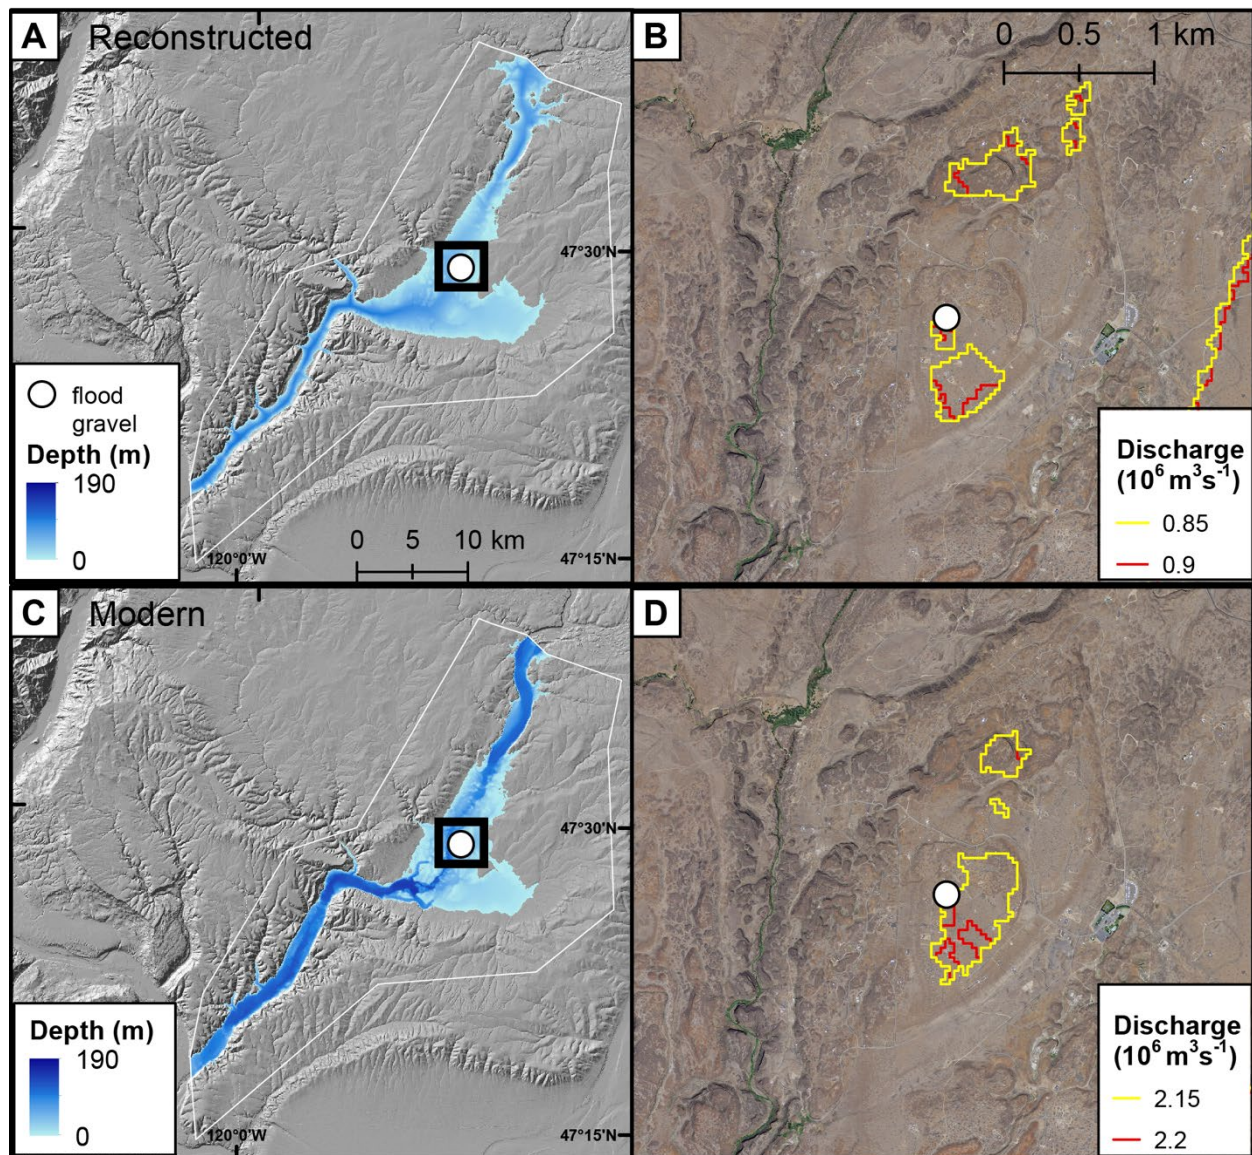 A Reconstructed
47°30'N
flood
gravel
Depth (m)
190
0
0 5 10 km
120°0'W
47°15'N
B
0 0.5 1 km
Discharge
(10⁶ m³s⁻¹)
0.85
0.9
C Modern
47°30'N
Depth (m)
190
0
120°0'W
47°15'N
D
Discharge
(10⁶ m³s⁻¹)
2.15
2.2